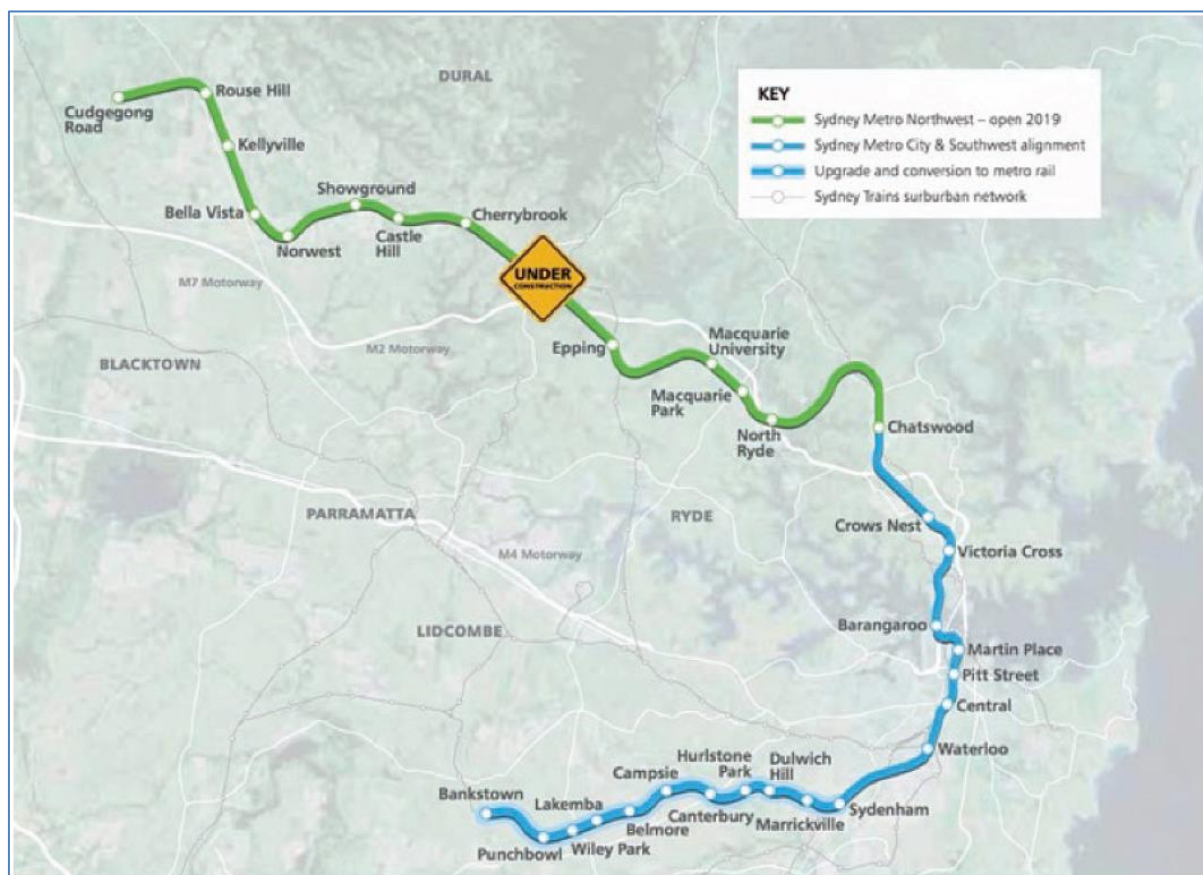 DURAL
KEY
Sydney Metro Northwest – open 2019
Sydney Metro City & Southwest alignment
Upgrade and conversion to metro rail
Sydney Trains surburban network
Cudgegong
Road
Rouse Hill
Kellyville
Showground
Bella Vista
Norwest
Castle
Hill
Cherrybrook
UNDER
CONSTRUCTION
M7 Motorway
M2 Motorway
BLACKTOWN
Epping
Macquarie
University
Macquarie
Park
North
Ryde
Chatswood
PARRAMATTA
RYDE
M4 Motorway
Crows Nest
Victoria Cross
LIDCOMBE
Barangaroo
Martin Place
Pitt Street
Central
Waterloo
Bankstown
Lakemba
Campsie
Hurlstone
Park
Dulwich
Hill
Sydenham
Punchbowl
Wiley Park
Belmore
Canterbury
Marrickville